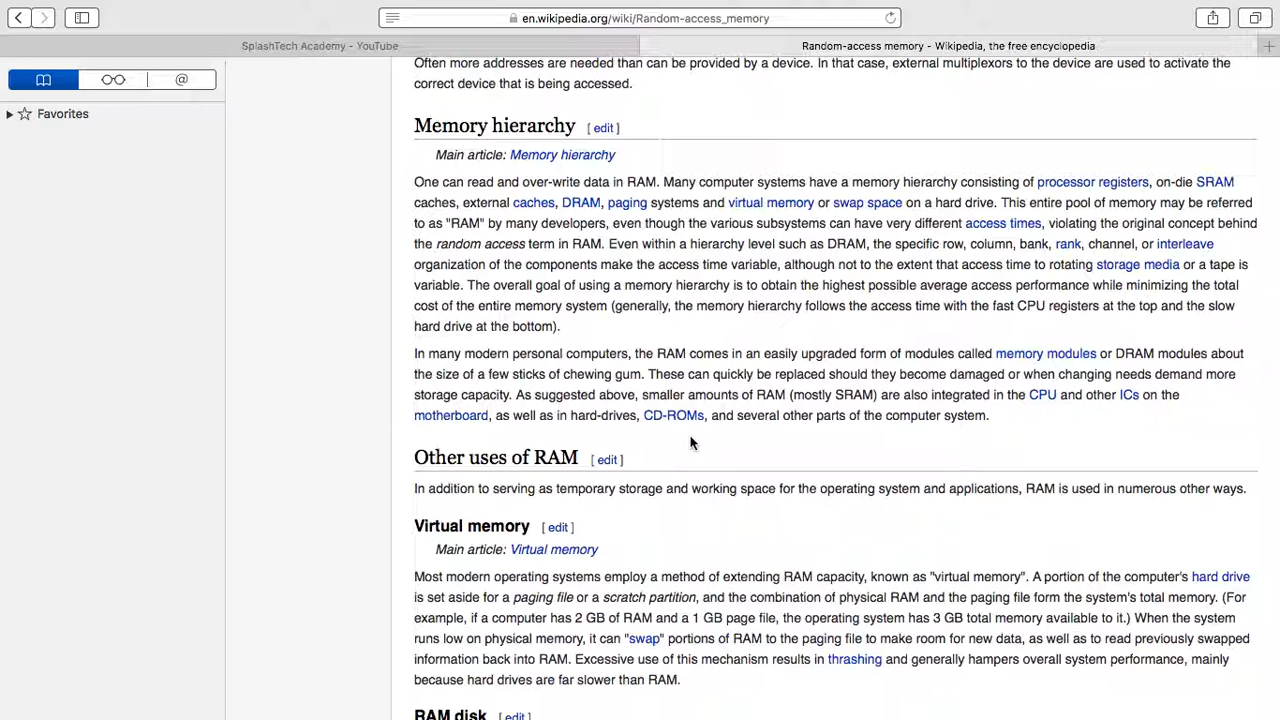 en.wikipedia.org/wiki/Random-access_memory
SplashTech Academy - YouTube
Random-access memory - Wikipedia, the free encyclopedia
Favorites
Often more addresses are needed than can be provided by a device. In that case, external multiplexors to the device are used to activate the
correct device that is being accessed.
Memory hierarchy [ edit ]
Main article: Memory hierarchy
One can read and over-write data in RAM. Many computer systems have a memory hierarchy consisting of processor registers, on-die SRAM
caches, external caches, DRAM, paging systems and virtual memory or swap space on a hard drive. This entire pool of memory may be referred
to as "RAM" by many developers, even though the various subsystems can have very different access times, violating the original concept behind
the random access term in RAM. Even within a hierarchy level such as DRAM, the specific row, column, bank, rank, channel, or interleave
organization of the components make the access time variable, although not to the extent that access time to rotating storage media or a tape is
variable. The overall goal of using a memory hierarchy is to obtain the highest possible average access performance while minimizing the total
cost of the entire memory system (generally, the memory hierarchy follows the access time with the fast CPU registers at the top and the slow
hard drive at the bottom).
In many modern personal computers, the RAM comes in an easily upgraded form of modules called memory modules or DRAM modules about
the size of a few sticks of chewing gum. These can quickly be replaced should they become damaged or when changing needs demand more
storage capacity. As suggested above, smaller amounts of RAM (mostly SRAM) are also integrated in the CPU and other ICs on the
motherboard, as well as in hard-drives, CD-ROMs, and several other parts of the computer system.
Other uses of RAM [ edit ]
In addition to serving as temporary storage and working space for the operating system and applications, RAM is used in numerous other ways.
Virtual memory [ edit ]
Main article: Virtual memory
Most modern operating systems employ a method of extending RAM capacity, known as "virtual memory". A portion of the computer's hard drive
is set aside for a paging file or a scratch partition, and the combination of physical RAM and the paging file form the system's total memory. (For
example, if a computer has 2 GB of RAM and a 1 GB page file, the operating system has 3 GB total memory available to it.) When the system
runs low on physical memory, it can "swap" portions of RAM to the paging file to make room for new data, as well as to read previously swapped
information back into RAM. Excessive use of this mechanism results in thrashing and generally hampers overall system performance, mainly
because hard drives are far slower than RAM.
RAM disk [ edit ]